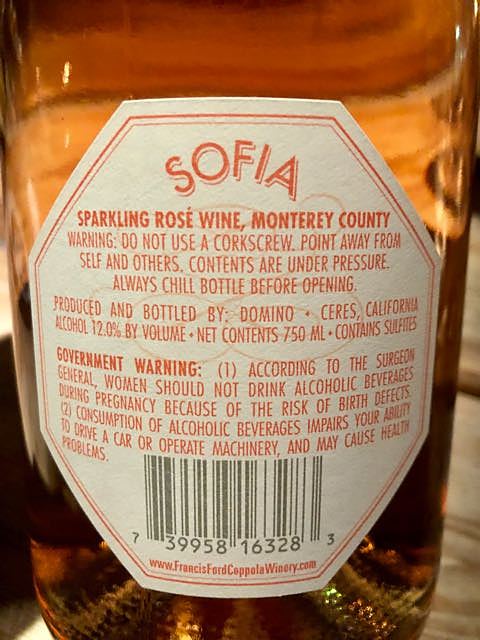 SOFIA
SPARKLING ROSÉ WINE, MONTEREY COUNTY
WARNING: DO NOT USE A CORKSCREW. POINT AWAY FROM
SELF AND OTHERS. CONTENTS ARE UNDER PRESSURE.
ALWAYS CHILL BOTTLE BEFORE OPENING.
PRODUCED AND BOTTLED BY: DOMINO • CERES, CALIFORNIA
ALCOHOL 12.0% BY VOLUME • NET CONTENTS 750 ML • CONTAINS SULFITES
GOVERNMENT WARNING: (1) ACCORDING TO THE SURGEON
GENERAL, WOMEN SHOULD NOT DRINK ALCOHOLIC BEVERAGES
DURING PREGNANCY BECAUSE OF THE RISK OF BIRTH DEFECTS.
(2) CONSUMPTION OF ALCOHOLIC BEVERAGES IMPAIRS YOUR ABILITY
TO DRIVE A CAR OR OPERATE MACHINERY, AND MAY CAUSE HEALTH
PROBLEMS.
7 39958 16328 3
www.FrancisFordCoppolaWinery.com